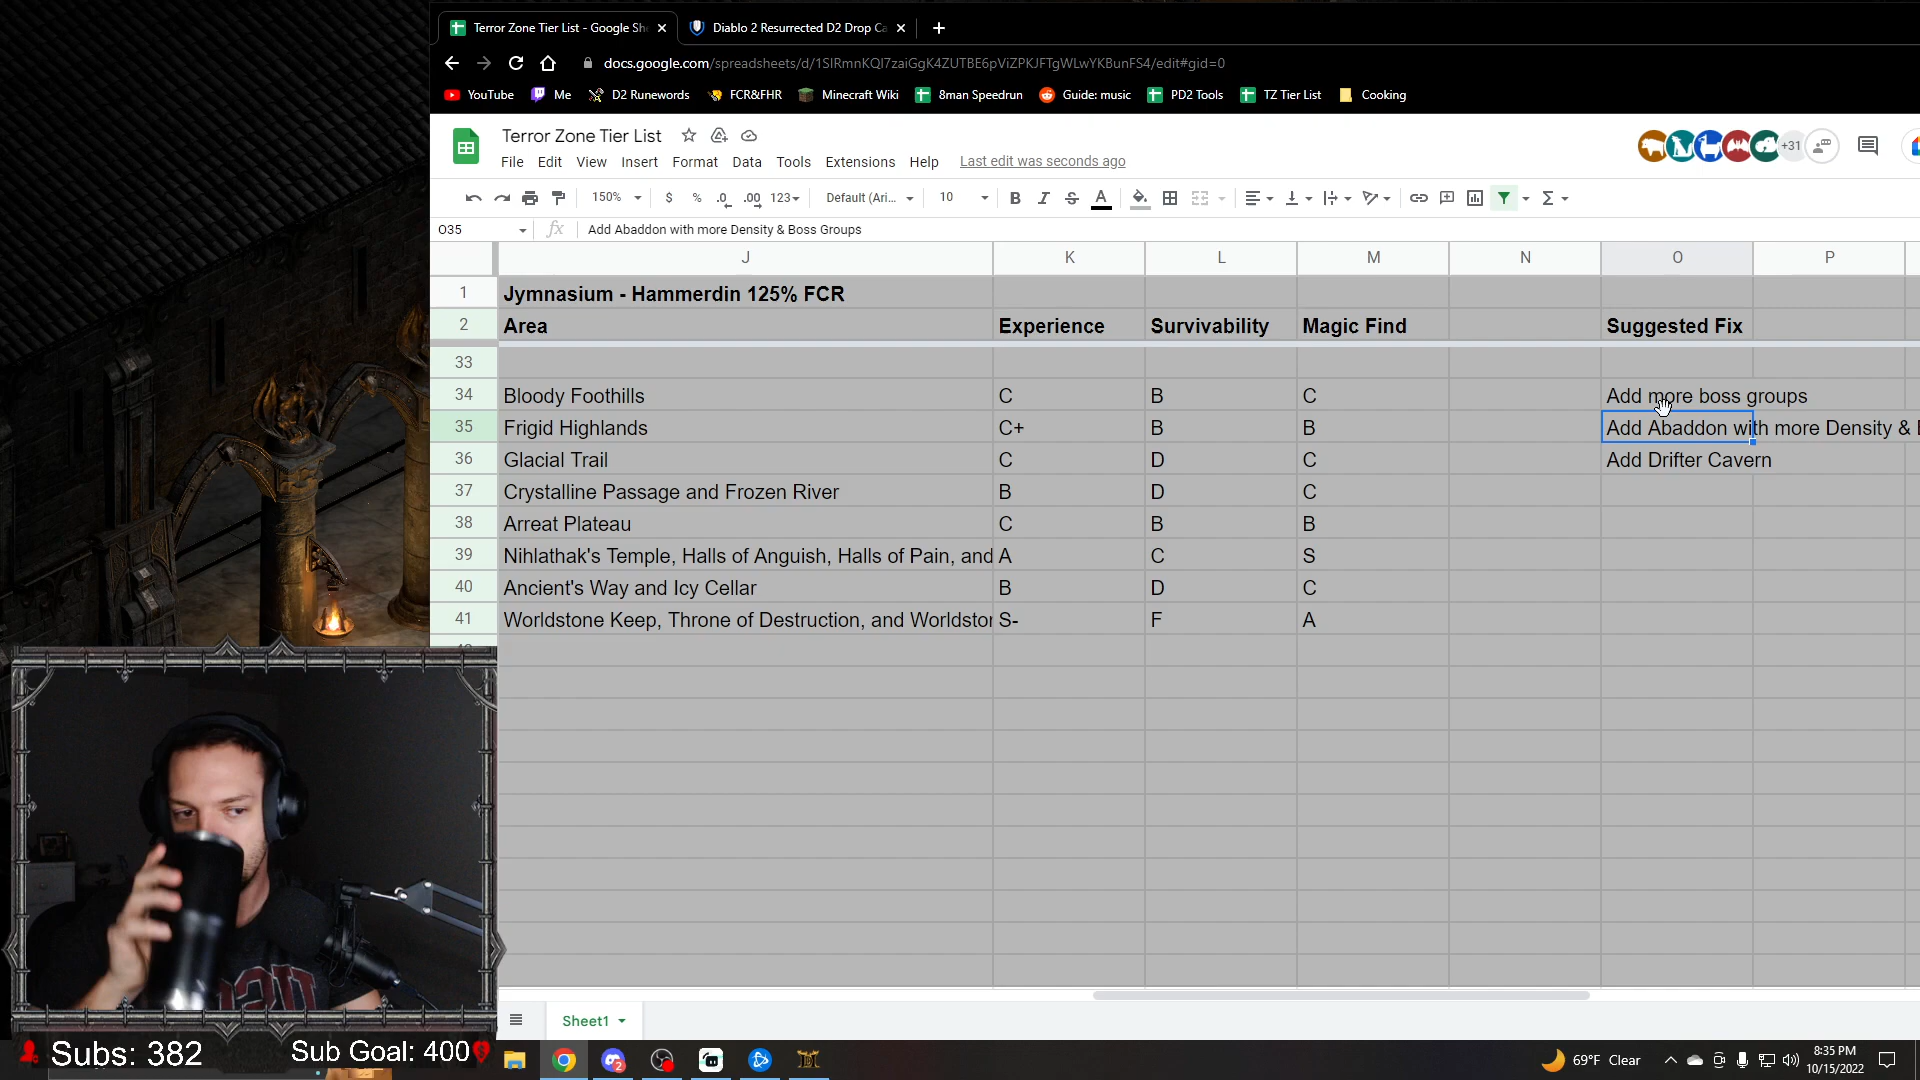 Terror Zone Tier List - Google She
Diablo 2 Resurrected D2 Drop Ca
docs.google.com/spreadsheets/d/1SlRmnKQl7zaiGgK4ZUTBE6pViZPKJFTgWLwYKBunFS4/edit#gid=0
YouTube Me D2 Runewords FCR&FHR Minecraft Wiki 8man Speedrun Guide: music PD2 Tools TZ Tier List Cooking
Terror Zone Tier List
+31
File Edit View Insert Format Data Tools Extensions Help Last edit was seconds ago
150% $ % .0 .00 123 Default (Ari... 10 B I S A Σ
O35 fx Add Abaddon with more Density & Boss Groups
J K L M N O P
1 Jymnasium - Hammerdin 125% FCR
2 Area Experience Survivability Magic Find Suggested Fix
33
34 Bloody Foothills C B C Add more boss groups
35 Frigid Highlands C+ B B Add Abaddon with more Density &
36 Glacial Trail C D C Add Drifter Cavern
37 Crystalline Passage and Frozen River B D C
38 Arreat Plateau C B B
39 Nihlathak's Temple, Halls of Anguish, Halls of Pain, and A C S
40 Ancient's Way and Icy Cellar B D C
41 Worldstone Keep, Throne of Destruction, and Worldstor S- F A
Sheet1
Subs: 382 Sub Goal: 400
2
69°F Clear
8:35 PM
10/15/2022